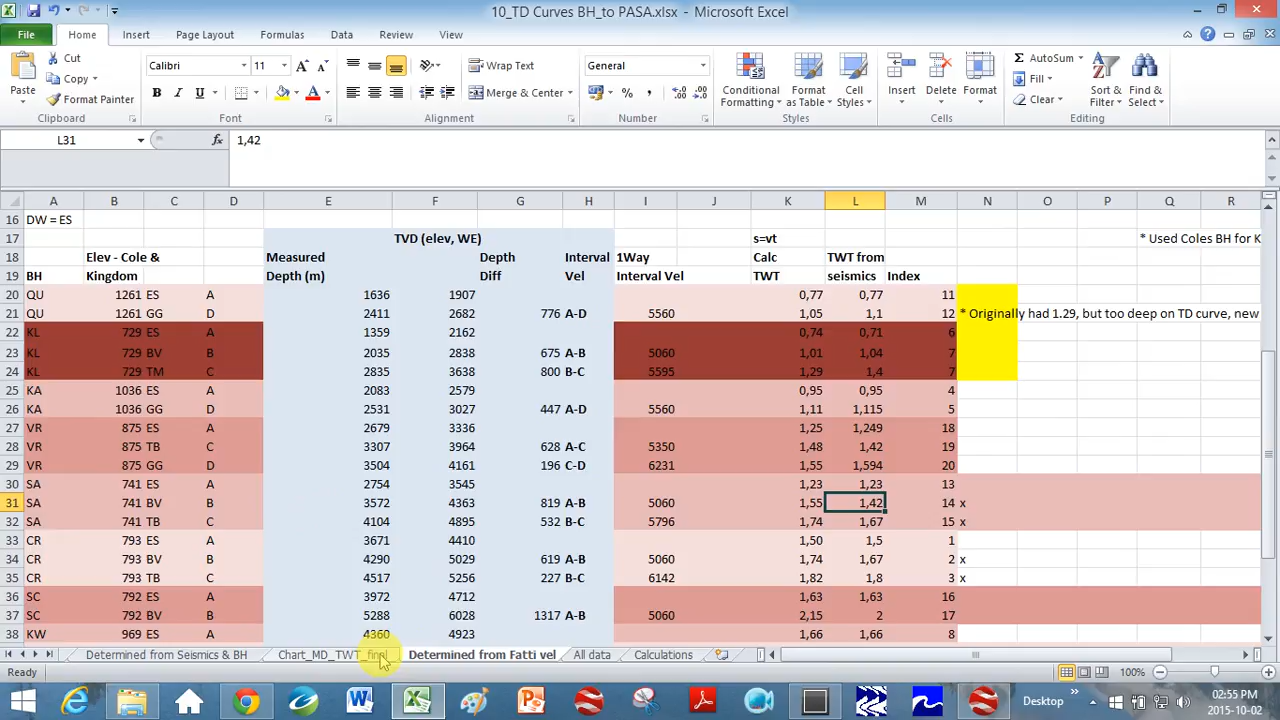 10_TD Curves BH_to PASA.xlsx - Microsoft Excel
File Home Insert Page Layout Formulas Data Review View
Cut
Copy
Format Painter
Paste
Clipboard
Calibri 11
Font
Wrap Text
Merge & Center
Alignment
General
Number
Conditional Formatting
Format as Table
Cell Styles
Styles
Insert Delete Format
Cells
AutoSum
Fill
Clear
Sort & Filter
Find & Select
Editing
L31 fx 1,42
A B C D E F G H I J K L M N O P Q R
16 DW = ES
17 TVD (elev, WE) s=vt * Used Coles BH for K
18 Elev - Cole & Measured Depth Interval 1Way Calc TWT from
19 BH Kingdom Depth (m) Diff Vel Interval Vel TWT seismics Index
20 QU 1261 ES A 1636 1907 0,77 0,77 11
21 QU 1261 GG D 2411 2682 776 A-D 5560 1,05 1,1 12 * Originally had 1.29, but too deep on TD curve, new
22 KL 729 ES A 1359 2162 0,74 0,71 6
23 KL 729 BV B 2035 2838 675 A-B 5060 1,01 1,04 7
24 KL 729 TM C 2835 3638 800 B-C 5595 1,29 1,4 7
25 KA 1036 ES A 2083 2579 0,95 0,95 4
26 KA 1036 GG D 2531 3027 447 A-D 5560 1,11 1,115 5
27 VR 875 ES A 2679 3336 1,25 1,249 18
28 VR 875 TB C 3307 3964 628 A-C 5350 1,48 1,42 19
29 VR 875 GG D 3504 4161 196 C-D 6231 1,55 1,594 20
30 SA 741 ES A 2754 3545 1,23 1,23 13
31 SA 741 BV B 3572 4363 819 A-B 5060 1,55 1,42 14 x
32 SA 741 TB C 4104 4895 532 B-C 5796 1,74 1,67 15 x
33 CR 793 ES A 3671 4410 1,50 1,5 1
34 CR 793 BV B 4290 5029 619 A-B 5060 1,74 1,67 2 x
35 CR 793 TB C 4517 5256 227 B-C 6142 1,82 1,8 3 x
36 SC 792 ES A 3972 4712 1,63 1,63 16
37 SC 792 BV B 5288 6028 1317 A-B 5060 2,15 2 17
38 KW 969 ES A 4360 4923 1,66 1,66 8
Determined from Seismics & BH Chart_MD_TWT_final Determined from Fatti vel All data Calculations
Ready 100%
Desktop 02:55 PM
2015-10-02